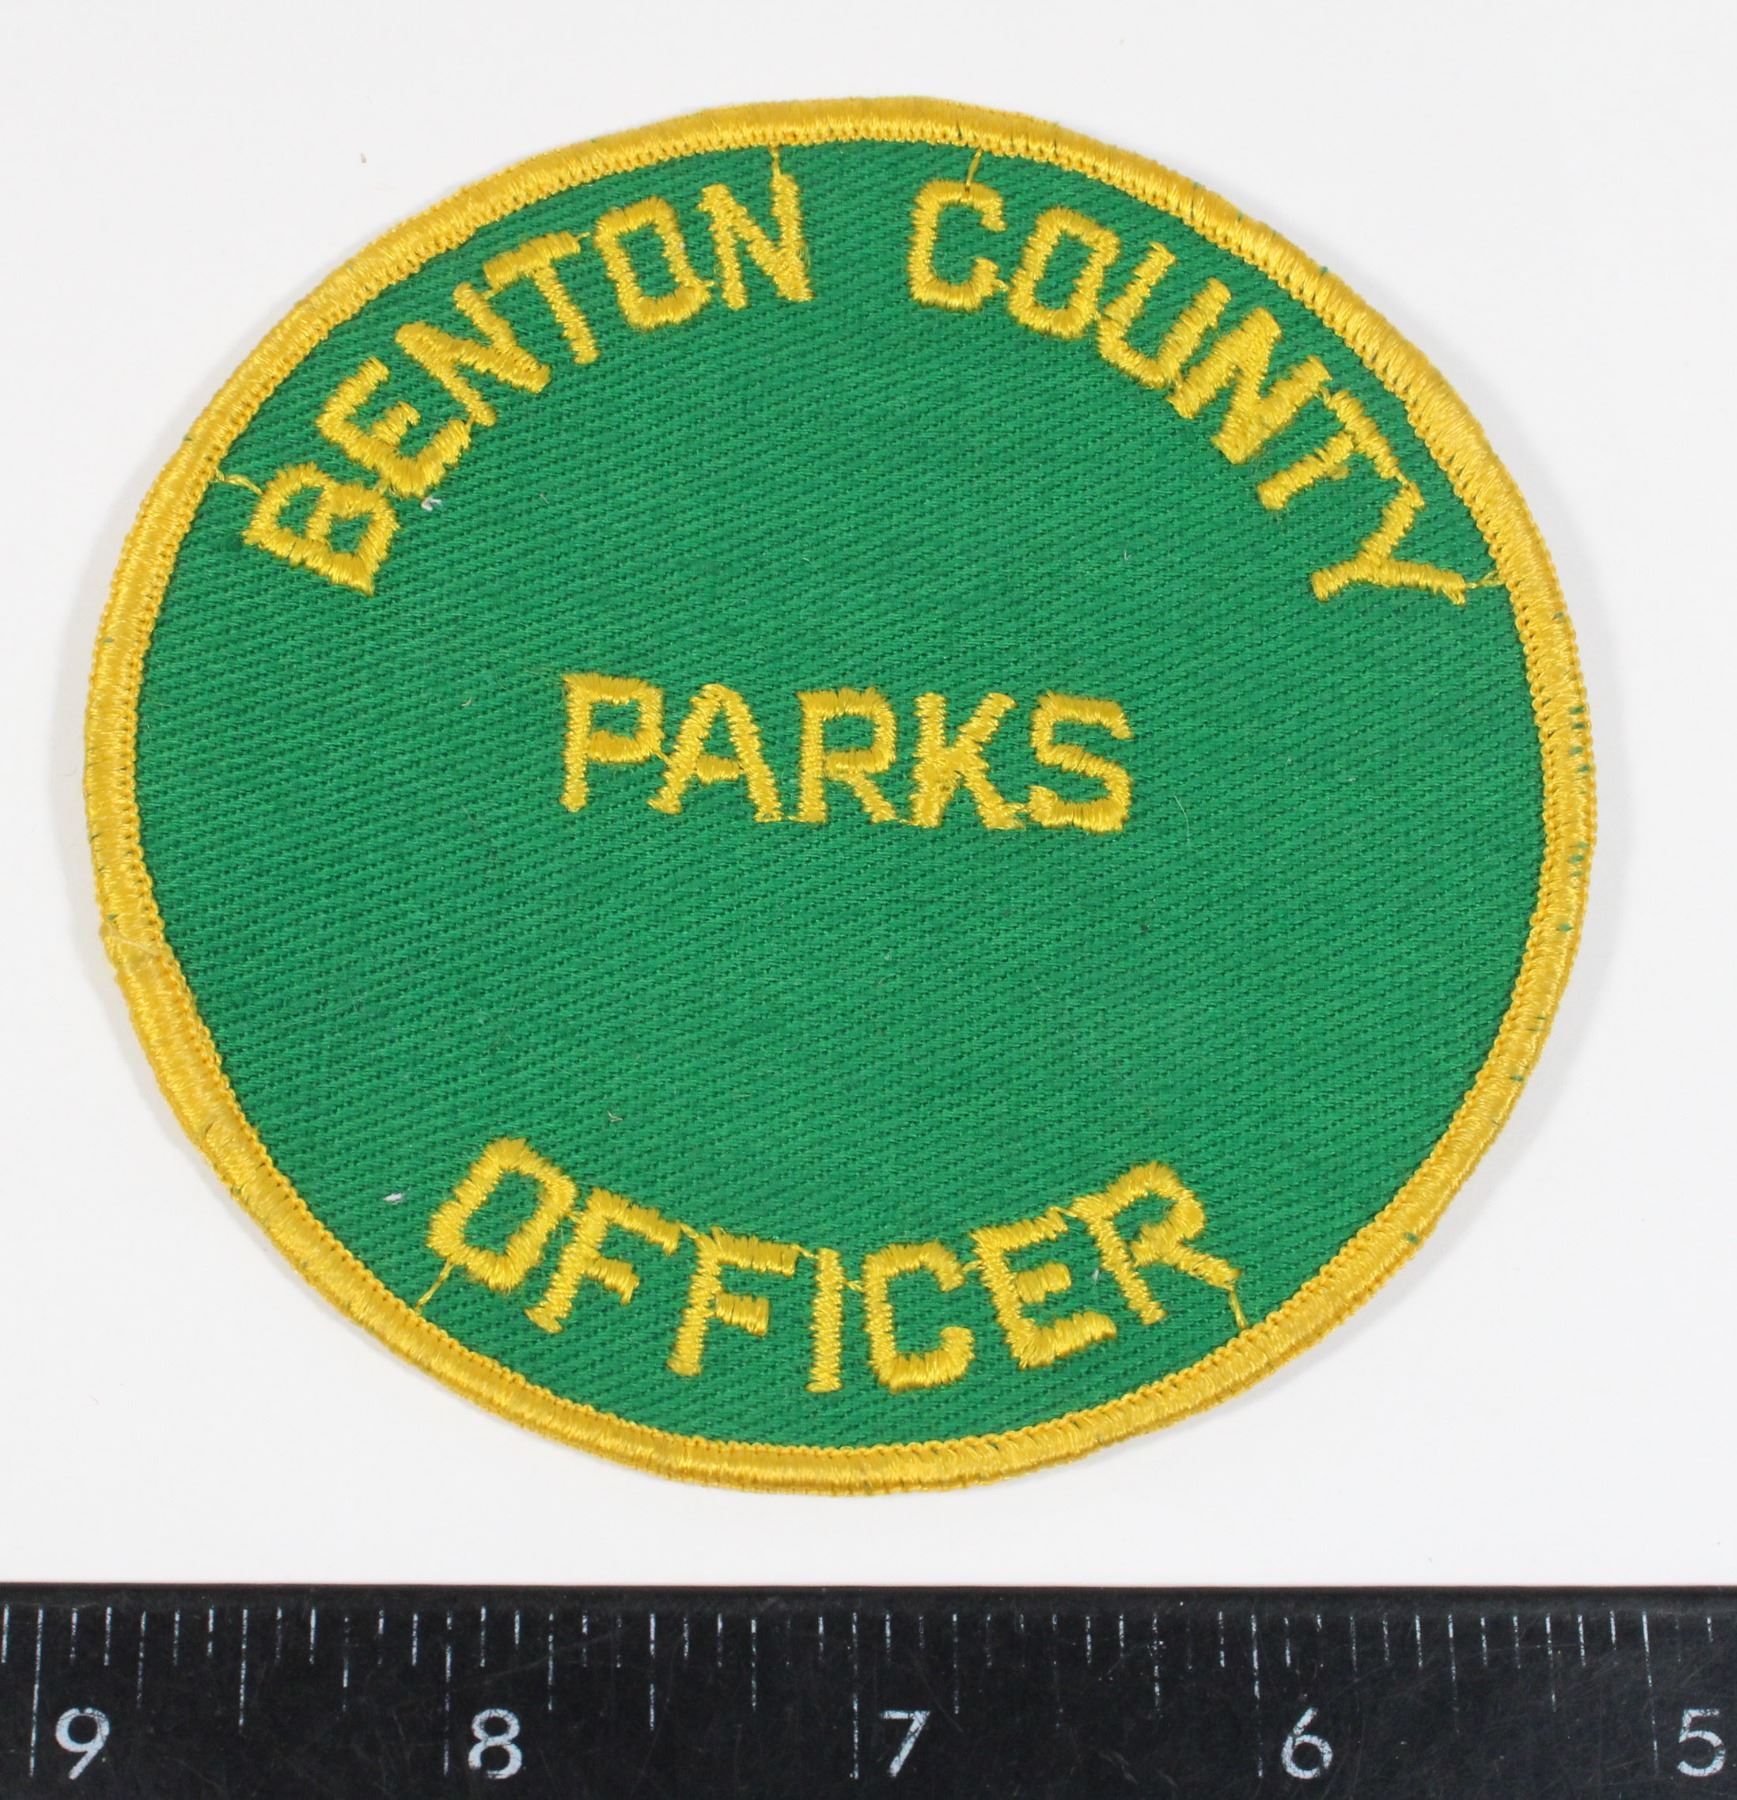 BENTON COUNTY
PARKS
OFFICER
9 8 7 6 5